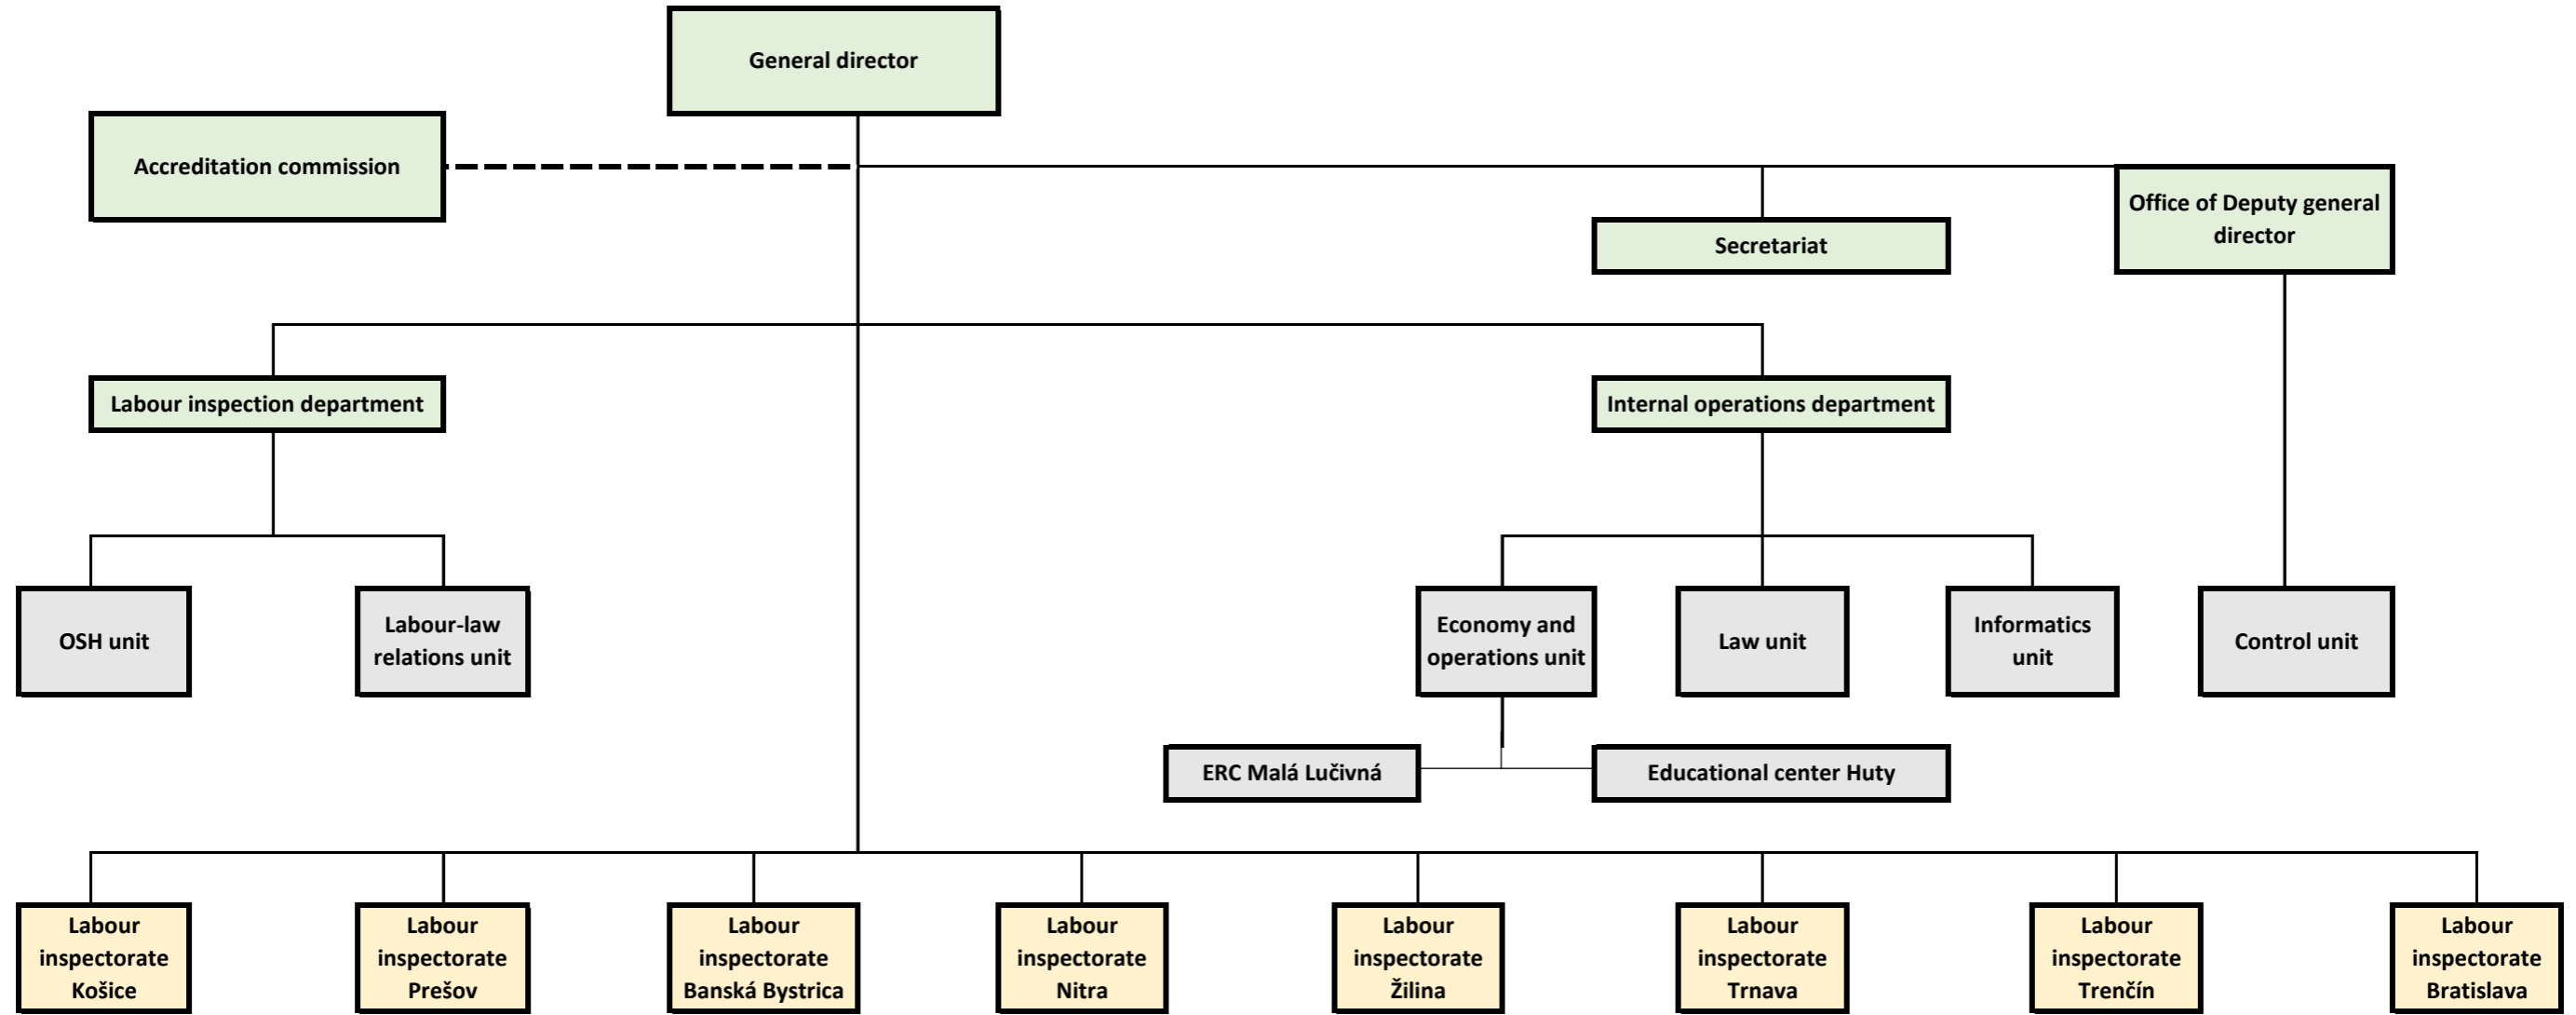 General director
Accreditation commission
Office of Deputy general
director
Secretariat
Labour inspection department
Internal operations department
OSH unit
Labour-law
relations unit
Economy and
operations unit
Law unit
Informatics
unit
Control unit
ERC Malá Lučivná
Educational center Huty
Labour
inspectorate
Košice
Labour
inspectorate
Prešov
Labour
inspectorate
Banská Bystrica
Labour
inspectorate
Nitra
Labour
inspectorate
Žilina
Labour
inspectorate
Trnava
Labour
inspectorate
Trenčín
Labour
inspectorate
Bratislava